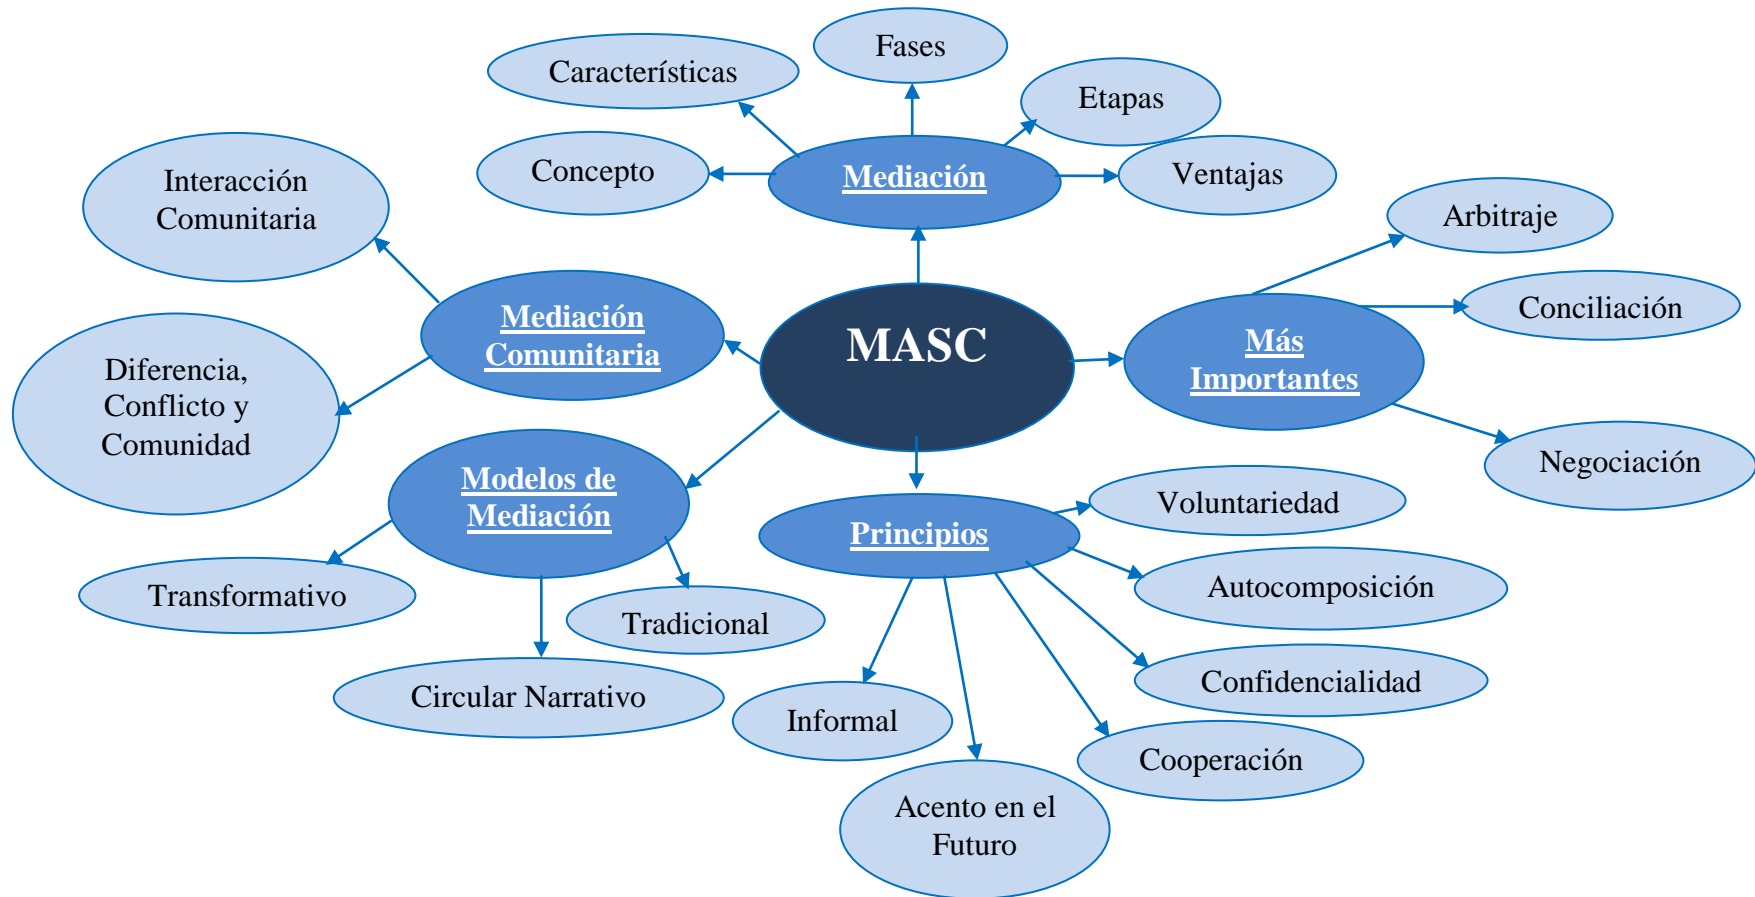 Fases
Características
Etapas
Concepto
Mediación
Ventajas
Interacción
Comunitaria
Arbitraje
Mediación
Comunitaria
MASC
Más
Importantes
Conciliación
Diferencia,
Conflicto y
Comunidad
Negociación
Modelos de
Mediación
Principios
Voluntariedad
Transformativo
Tradicional
Autocomposición
Circular Narrativo
Informal
Confidencialidad
Cooperación
Acento en el
Futuro